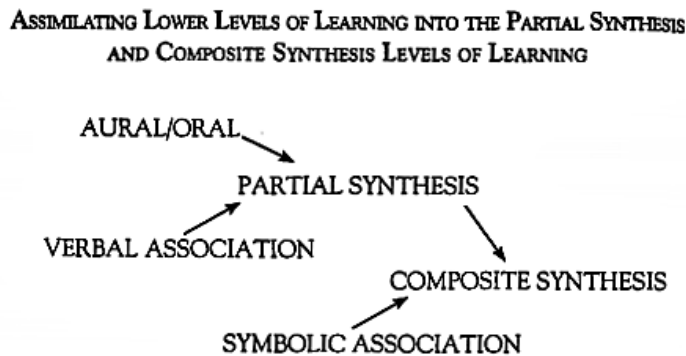 ASSIMILATING LOWER LEVELS OF LEARNING INTO THE PARTIAL SYNTHESIS
AND COMPOSITE SYNTHESIS LEVELS OF LEARNING
AURAL/ORAL
PARTIAL SYNTHESIS
VERBAL ASSOCIATION
COMPOSITE SYNTHESIS
SYMBOLIC ASSOCIATION